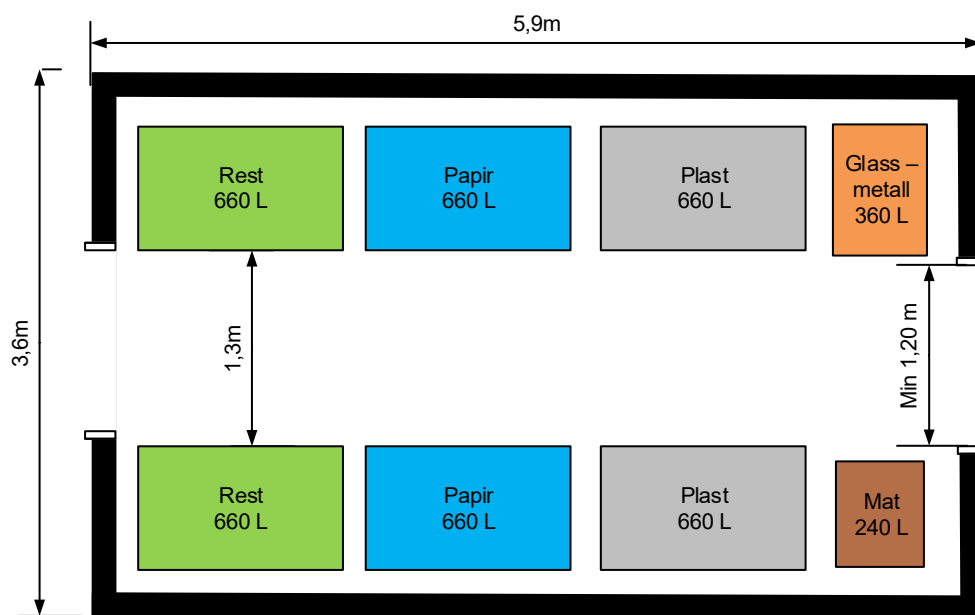 5,9m
Rest
660 L
Papir
660 L
Plast
660 L
Glass –
metall
360 L
3,6m
1,3m
Min 1,20 m
Rest
660 L
Papir
660 L
Plast
660 L
Mat
240 L